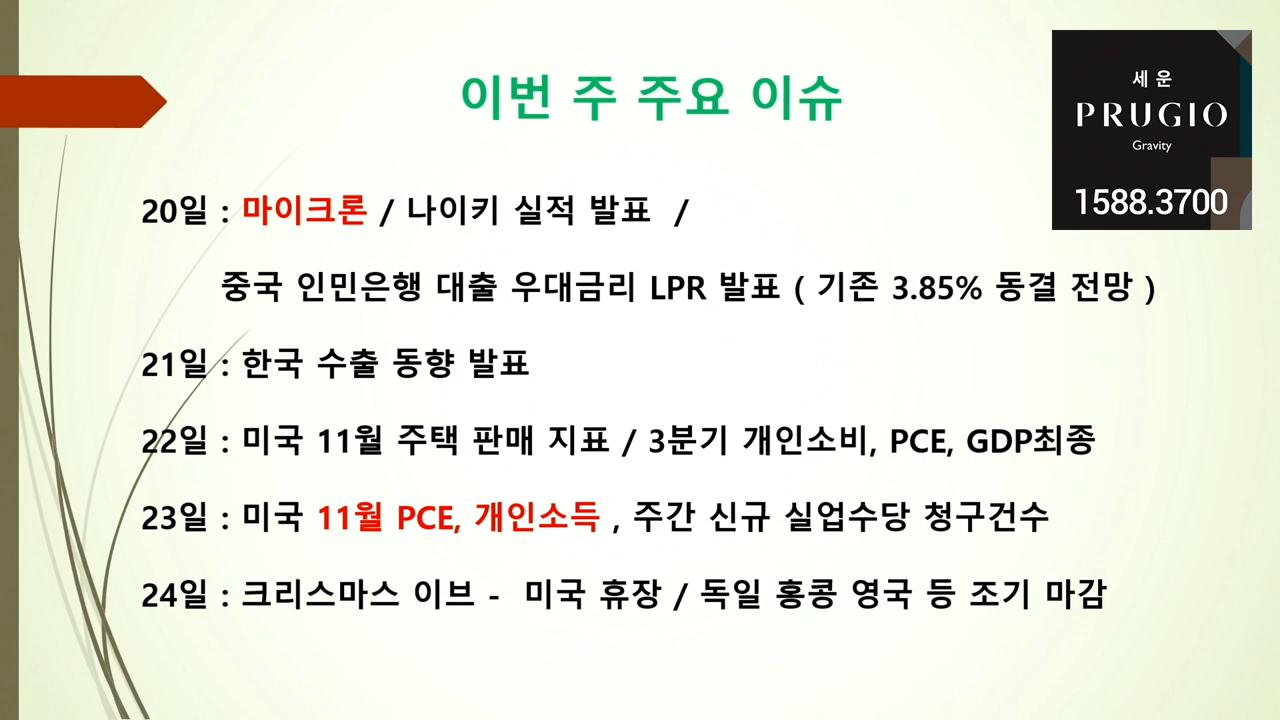 이번 주 주요 이슈
세운
PRUGIO
Gravity
1588.3700
20일 : 마이크론 / 나이키 실적 발표 /
중국 인민은행 대출 우대금리 LPR 발표 ( 기존 3.85% 동결 전망 )
21일 : 한국 수출 동향 발표
22일 : 미국 11월 주택 판매 지표 / 3분기 개인소비, PCE, GDP최종
23일 : 미국 11월 PCE, 개인소득 , 주간 신규 실업수당 청구건수
24일 : 크리스마스 이브 - 미국 휴장 / 독일 홍콩 영국 등 조기 마감